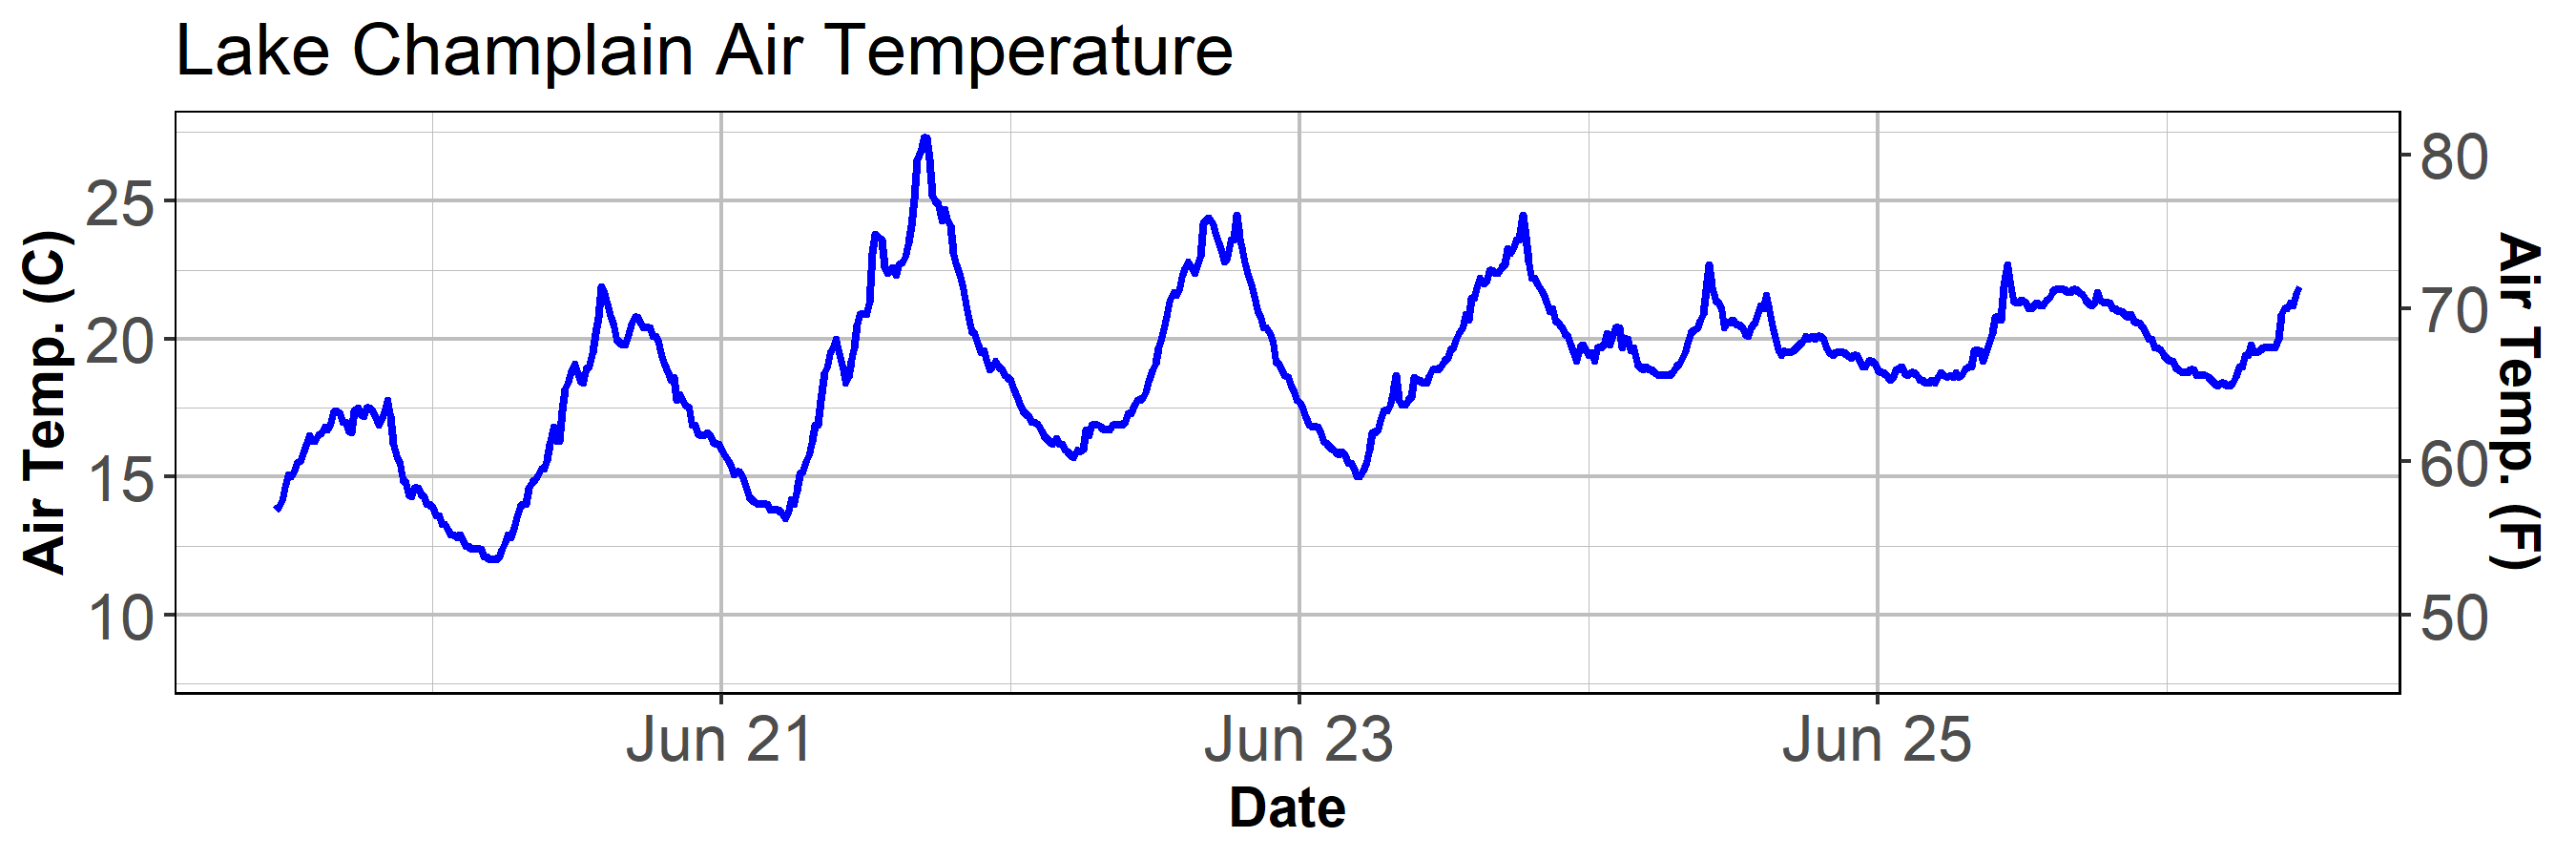 Lake Champlain Air Temperature
Air Temp. (C)
25
20
15
10
80
70
60
50
Air Temp. (F)
Jun 21
Jun 23
Jun 25
Date